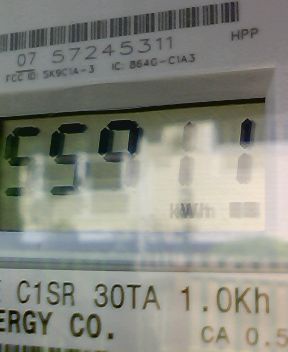 07 57245311
HPP
FCC ID: SK9C1A-3 IC: 864G-C1A3
55911
kWh
C1SR 30TA 1.0Kh
ERGY CO.
CA 0.5